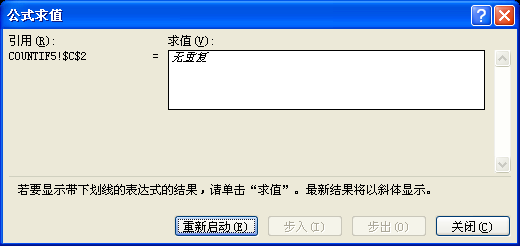 公式求值
引用(R): 求值(V):
COUNTIF5!$C$2 = 无重复
若要显示带下划线的表达式的结果，请单击“求值”。最新结果将以斜体显示。
重新启动(E) 步入(I) 步出(O) 关闭(C)